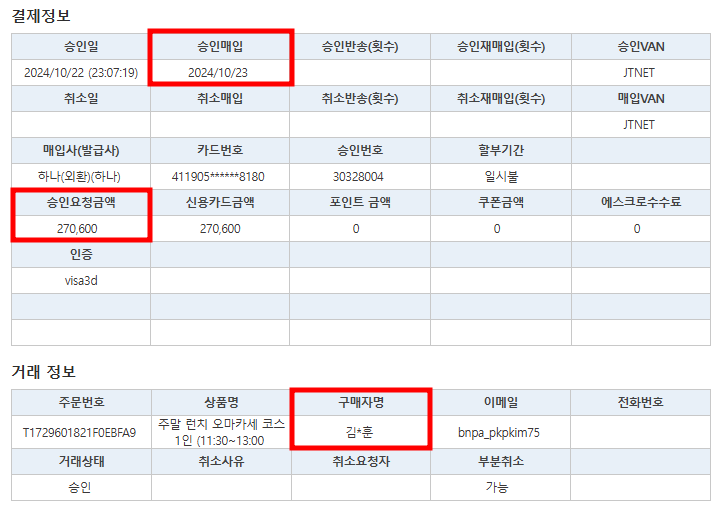 결제정보
승인일 승인매입 승인반송(횟수) 승인재매입(횟수) 승인VAN
2024/10/22 (23:07:19) 2024/10/23 JTNET
취소일 취소매입 취소반송(횟수) 취소재매입(횟수) 매입VAN
JTNET
매입사(발급사) 카드번호 승인번호 할부기간
하나(외환)(하나) 411905******8180 30328004 일시불
승인요청금액 신용카드금액 포인트 금액 쿠폰금액 에스크로수수료
270,600 270,600 0 0 0
인증
visa3d
거래 정보
주문번호 상품명 구매자명 이메일 전화번호
T1729601821F0EBFA9 주말 런치 오마카세 코스 김*훈 bnpa_pkpkim75
1인 (11:30~13:00
거래상태 취소사유 취소요청자 부분취소
승인 가능